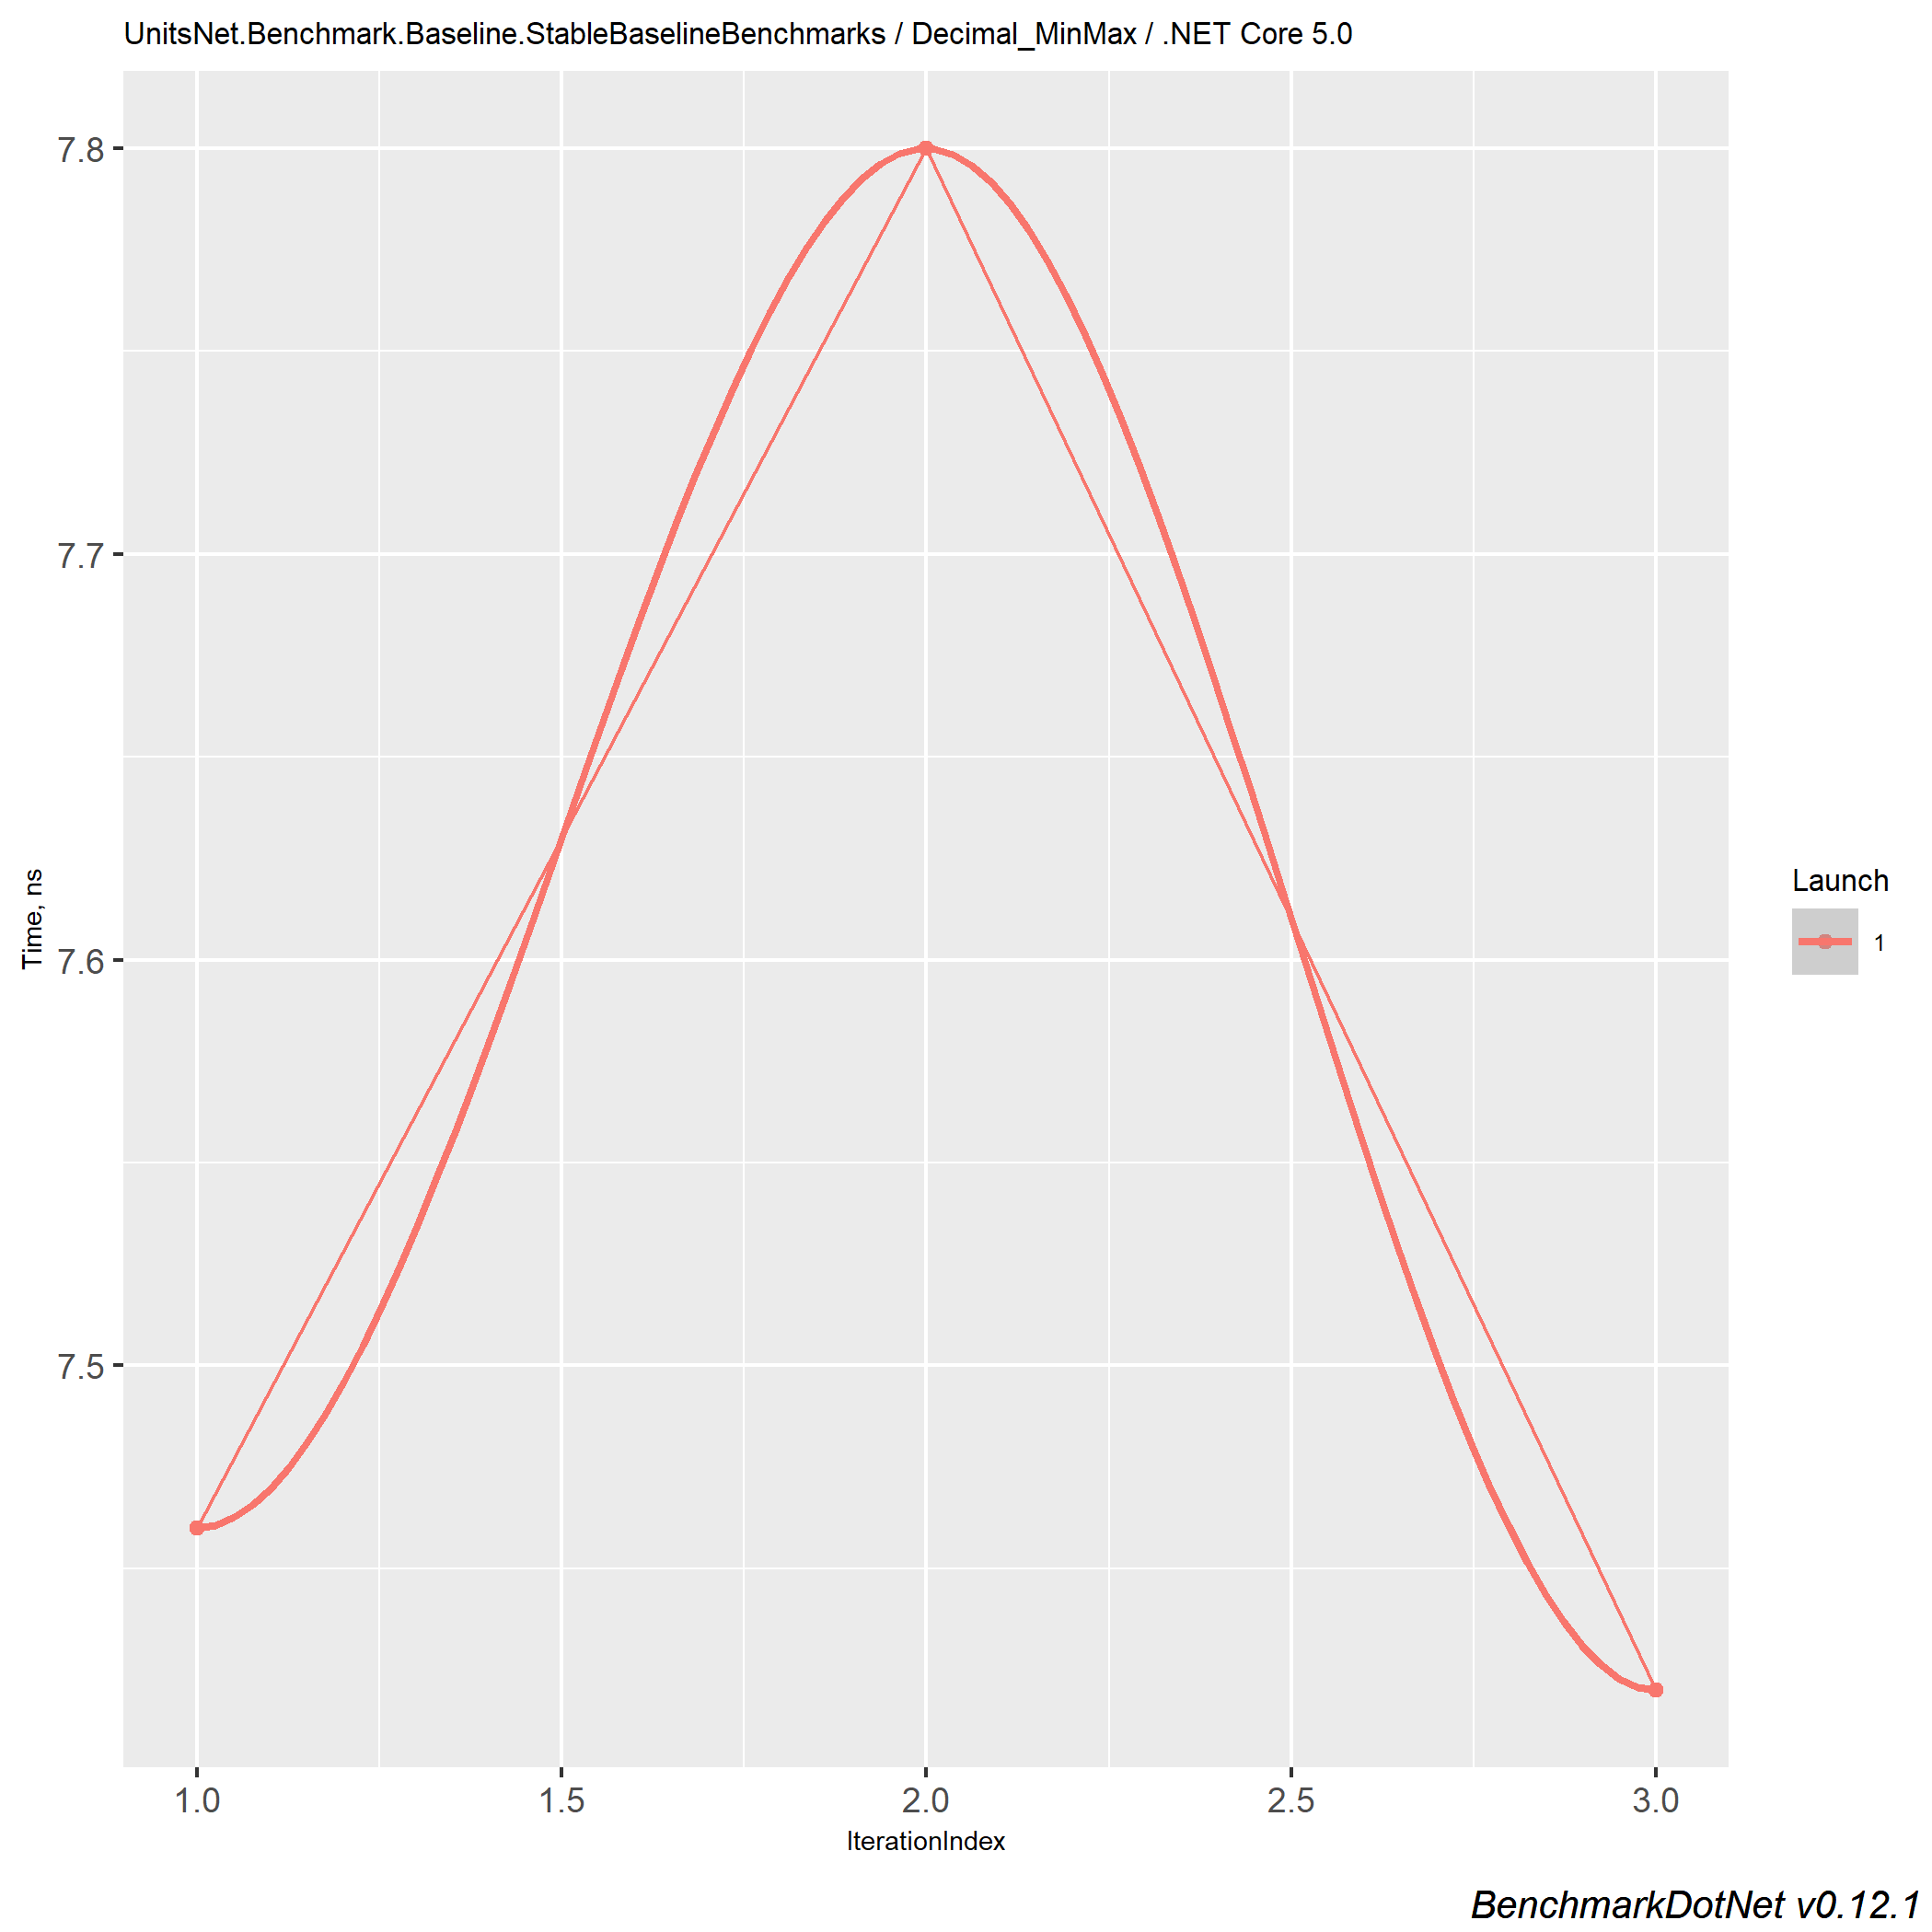 UnitsNet.Benchmark.Baseline.StableBaselineBenchmarks / Decimal_MinMax / .NET Core 5.0
7.8
7.7
7.6
7.5
Time, ns
1.0 1.5 2.0 2.5 3.0
IterationIndex
Launch
1
BenchmarkDotNet v0.12.1